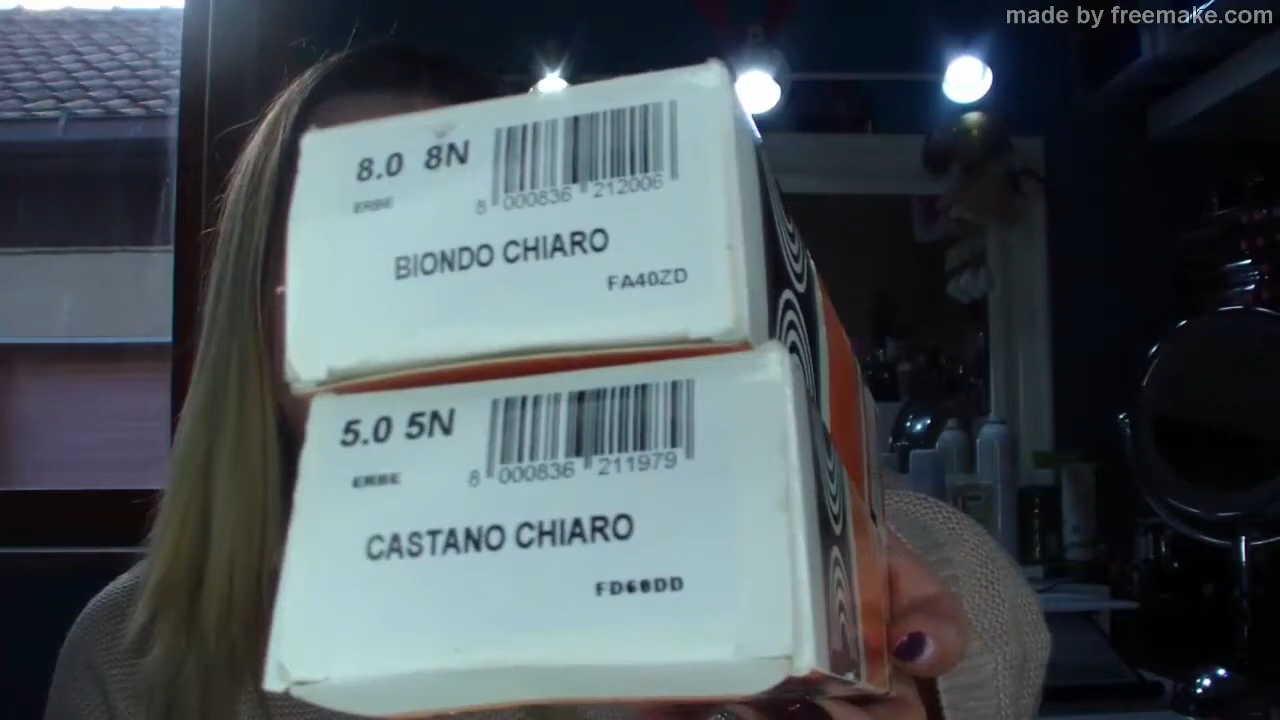 made by freemake.com
8.0 8N
ERBE
8 000836 212006
BIONDO CHIARO
FA40ZD
5.0 5N
ERBE
8 000836 211979
CASTANO CHIARO
FD68DD